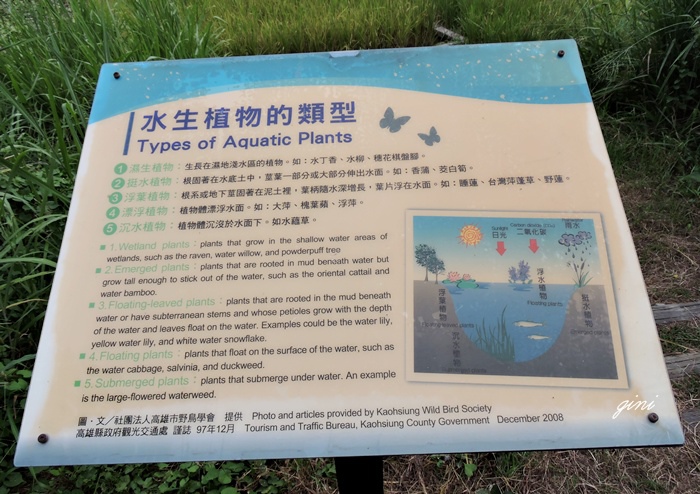 水生植物的類型
Types of Aquatic Plants
1 濕生植物：生長在濕地淺水區的植物。如：水丁香、水柳、穗花棋盤腳。
2 挺水植物：根固著在水底土中，莖葉一部分或大部分伸出水面。如：香蒲、茭白筍。
3 浮葉植物：根系或地下莖固著在泥土裡，葉柄隨水深增長，葉片浮在水面。如：睡蓮、台灣萍蓬草、野蓮。
4 漂浮植物：植物體漂浮水面。如：大萍、槐葉蘋、浮萍。
5 沉水植物：植物體沉沒於水面下。如水蘊草。
1.Wetland plants：plants that grow in the shallow water areas of
wetlands, such as the raven, water willow, and powderpuff tree
2.Emerged plants：plants that are rooted in mud beneath water but
grow tall enough to stick out of the water, such as the oriental cattail and
water bamboo.
3.Floating-leaved plants：plants that are rooted in the mud beneath
water or have subterranean stems and whose petioles grow with the depth
of the water and leaves float on the water. Examples could be the water lily,
yellow water lily, and white water snowflake.
4.Floating plants：plants that float on the surface of the water, such as
the water cabbage, salvinia, and duckweed.
5.Submerged plants：plants that submerge under water. An example
is the large-flowered waterweed.
Sunlight
日光
二氧化碳
雨水
浮葉植物
浮水植物
Floating plants
挺水植物
沉水植物
圖．文／社團法人高雄市野鳥學會 提供 Photo and articles provided by Kaohsiung Wild Bird Society
高雄縣政府觀光交通處 謹誌 97年12月 Tourism and Traffic Bureau, Kaohsiung County Government December 2008
gini